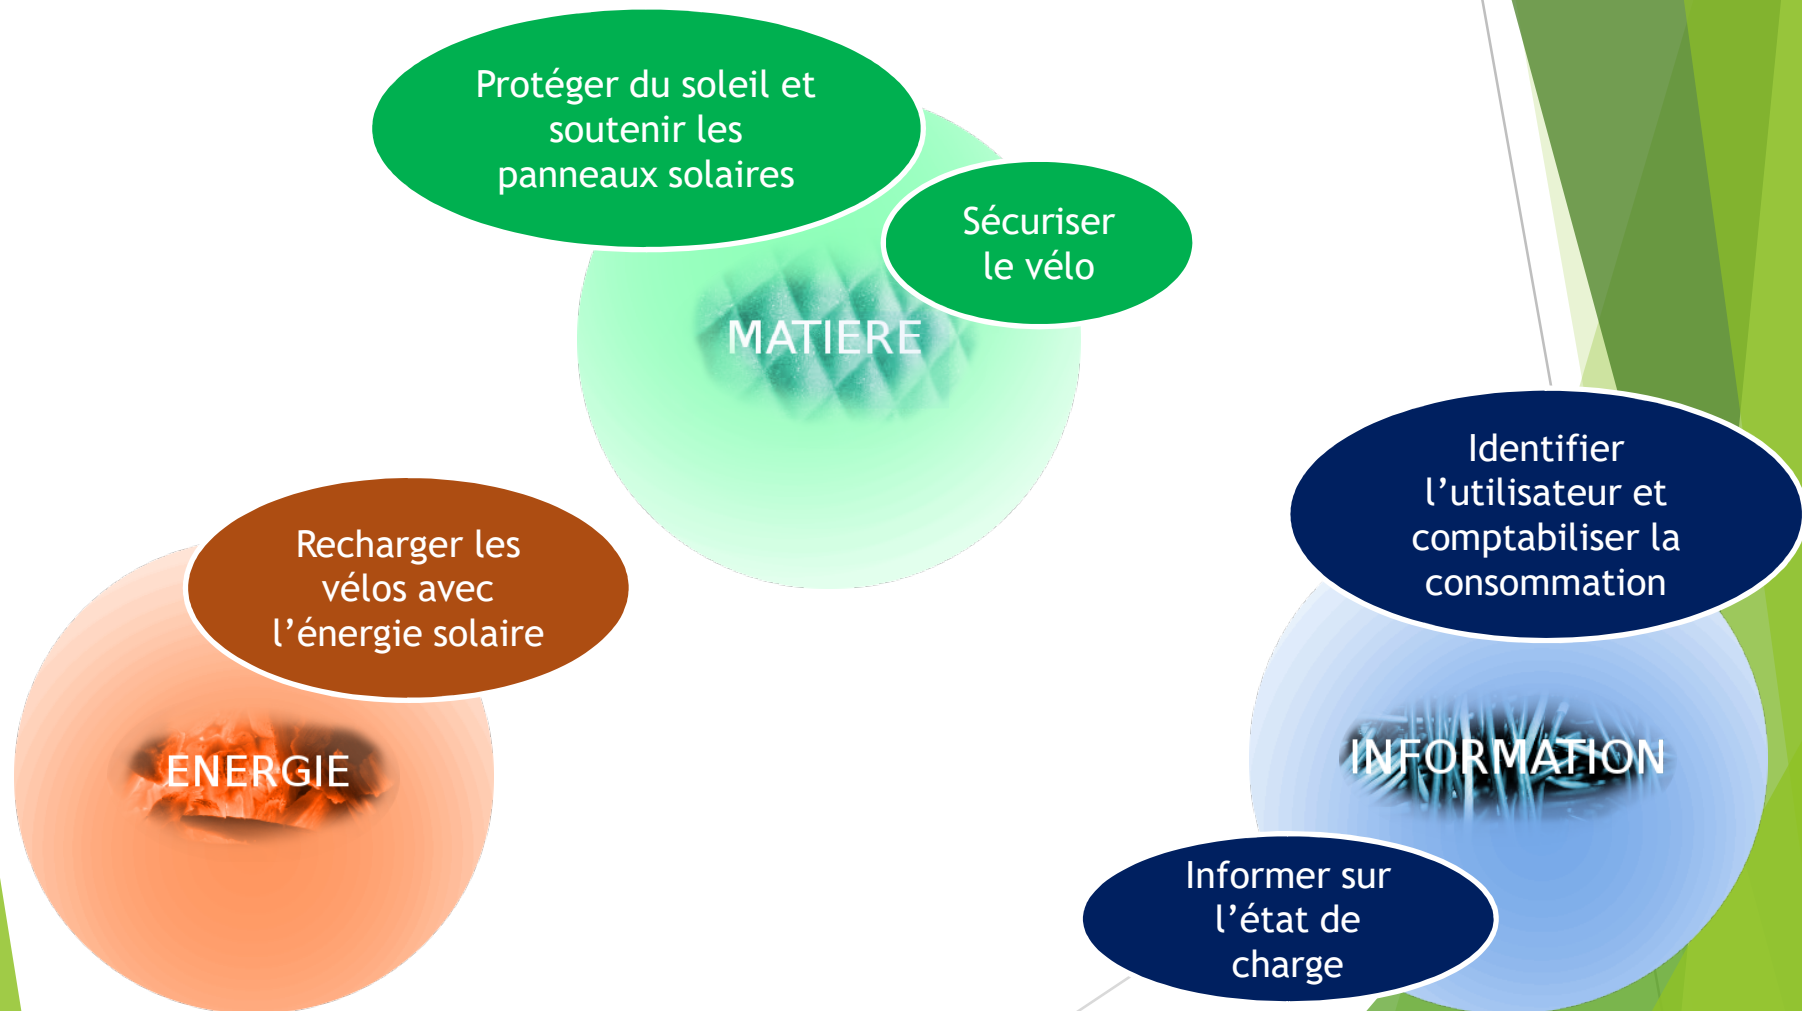 Protéger du soleil et
soutenir les
panneaux solaires
Sécuriser
le vélo
MATIERE
Identifier
l’utilisateur et
comptabiliser la
consommation
Recharger les
vélos avec
l’énergie solaire
ENERGIE
INFORMATION
Informer sur
l’état de
charge